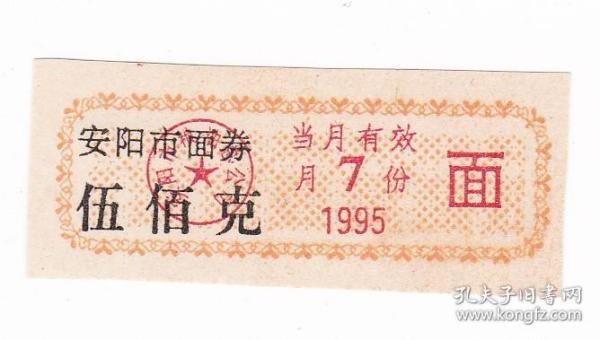 安阳市面券
伍佰克
当月有效
7月份
1995
面
孔夫子旧书网
www.kongfz.com